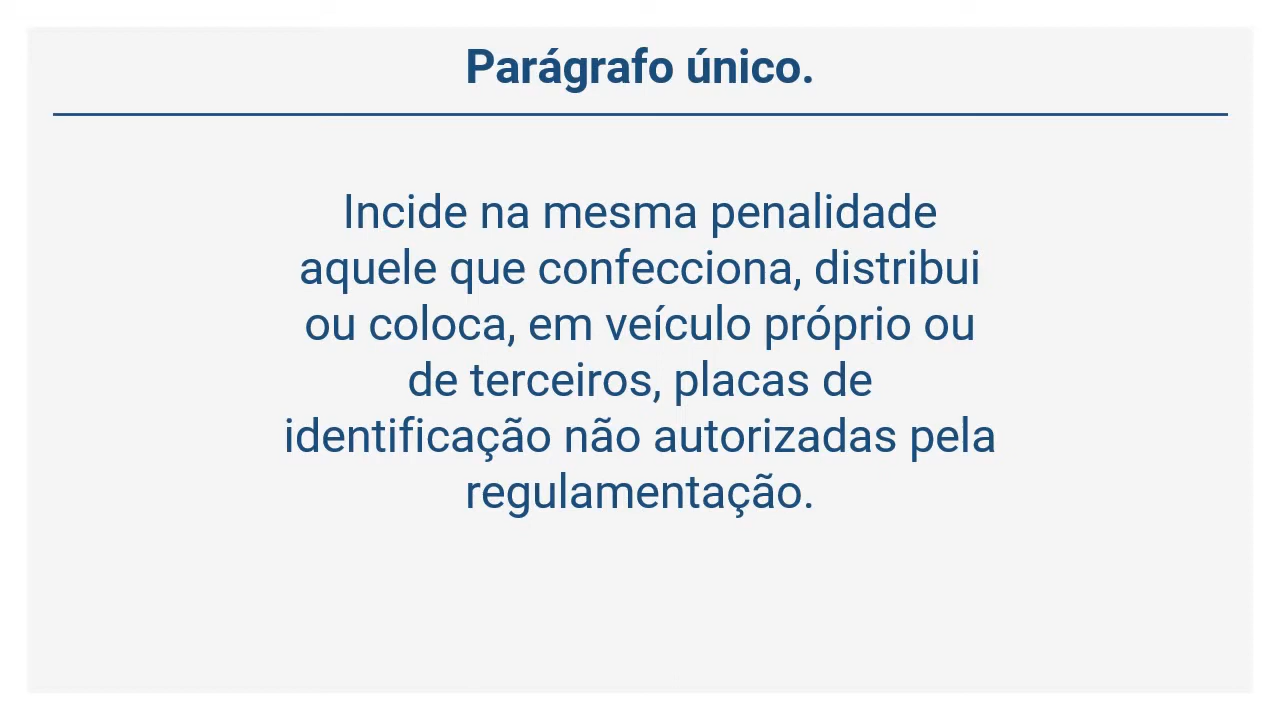 Parágrafo único.
Incide na mesma penalidade
aquele que confecciona, distribui
ou coloca, em veículo próprio ou
de terceiros, placas de
identificação não autorizadas pela
regulamentação.